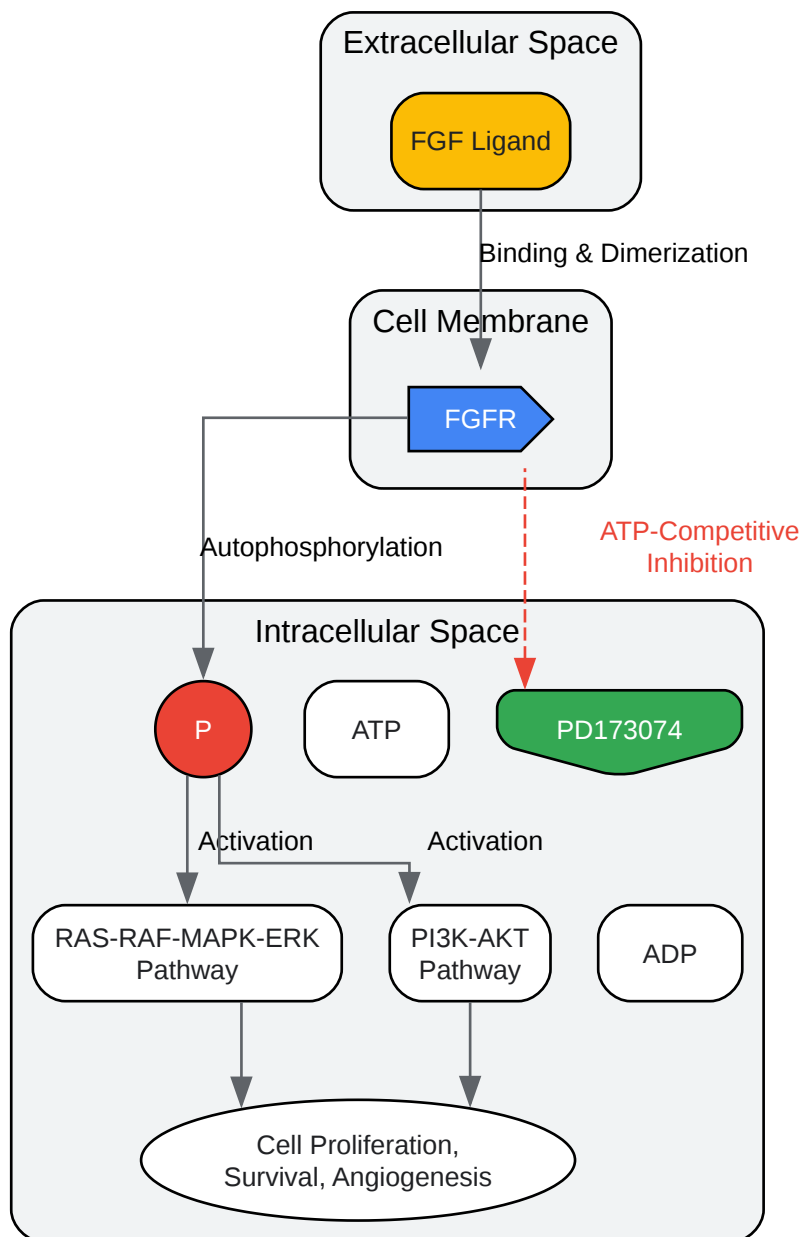 Extracellular Space
FGF Ligand
Binding & Dimerization
Cell Membrane
FGFR
Autophosphorylation
ATP-Competitive
Inhibition
Intracellular Space
P
ATP
PD173074
Activation
Activation
RAS-RAF-MAPK-ERK
Pathway
PI3K-AKT
Pathway
ADP
Cell Proliferation,
Survival, Angiogenesis